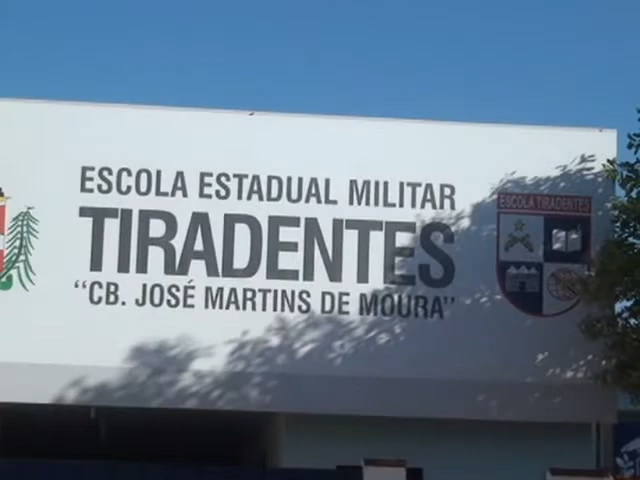 ESCOLA ESTADUAL MILITAR
TIRADENTES
“CB. JOSÉ MARTINS DE MOURA”
ESCOLA TIRADENTES